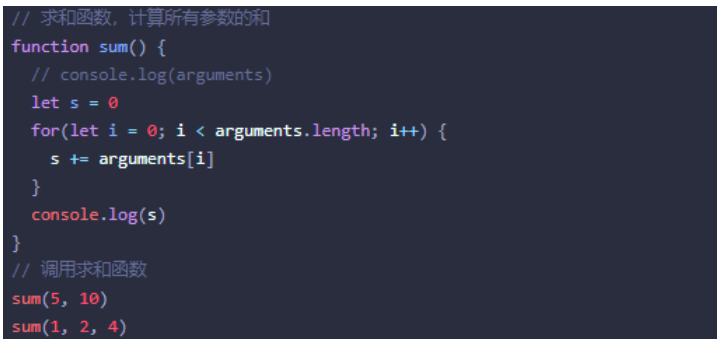 // 求和函数，计算所有参数的和
function sum() {
  // console.log(arguments)
  let s = 0
  for(let i = 0; i < arguments.length; i++) {
    s += arguments[i]
  }
  console.log(s)
}
// 调用求和函数
sum(5, 10)
sum(1, 2, 4)